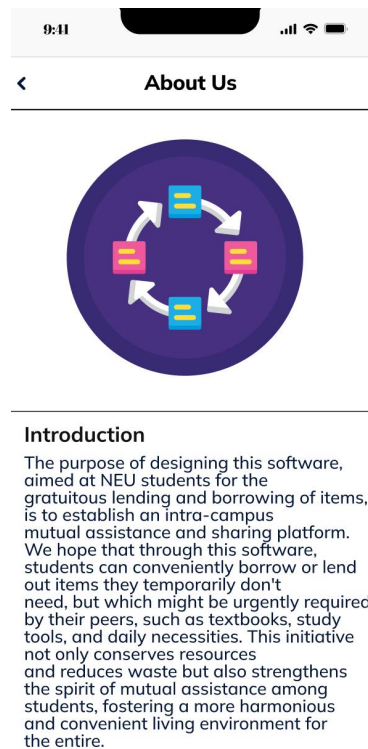 9:41
About Us
Introduction
The purpose of designing this software,
aimed at NEU students for the
gratuitous lending and borrowing of items,
is to establish an intra-campus
mutual assistance and sharing platform.
We hope that through this software,
students can conveniently borrow or lend
out items they temporarily don't
need, but which might be urgently required
by their peers, such as textbooks, study
tools, and daily necessities. This initiative
not only conserves resources
and reduces waste but also strengthens
the spirit of mutual assistance among
students, fostering a more harmonious
and convenient living environment for
the entire.